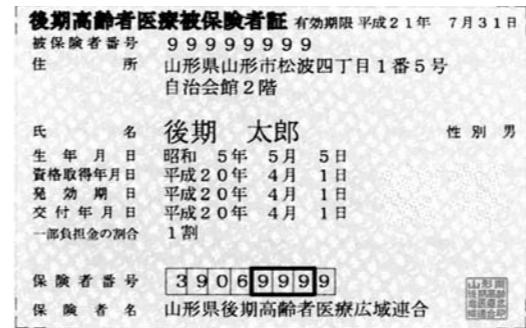 後期高齢者医療被保険者証 有効期限 平成21年 7月31日
被保険者番号 99999999
住所 山形県山形市松波四丁目1番5号
自治会館2階
氏名 後期 太郎 性別 男
生年月日 昭和 5年 5月 5日
資格取得年月日 平成20年 4月 1日
発効期日 平成20年 4月 1日
交付年月日 平成20年 4月 1日
一部負担金の割合 1割
保険者番号 39069999
保険者名 山形県後期高齢者医療広域連合